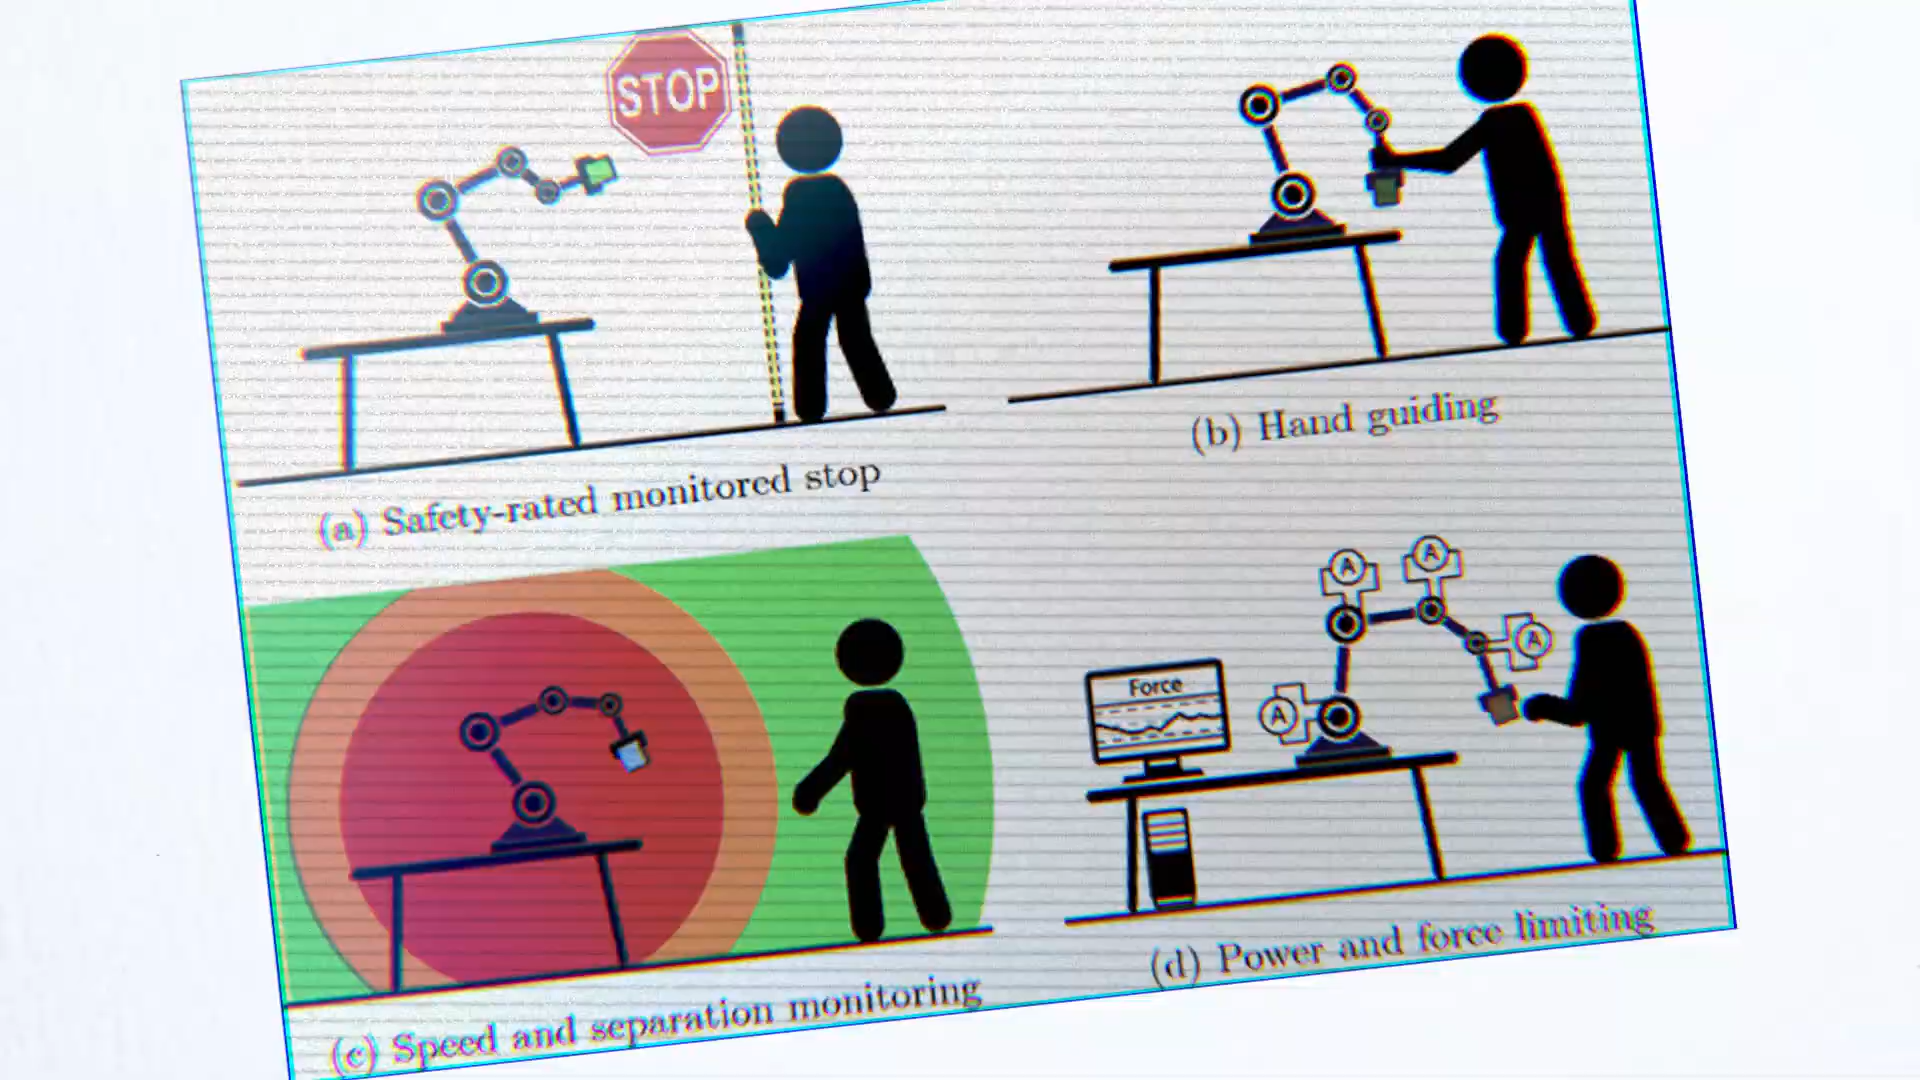 STOP
(a) Safety-rated monitored stop
(b) Hand guiding
(c) Speed and separation monitoring
Force
A
A
A
A
(d) Power and force limiting